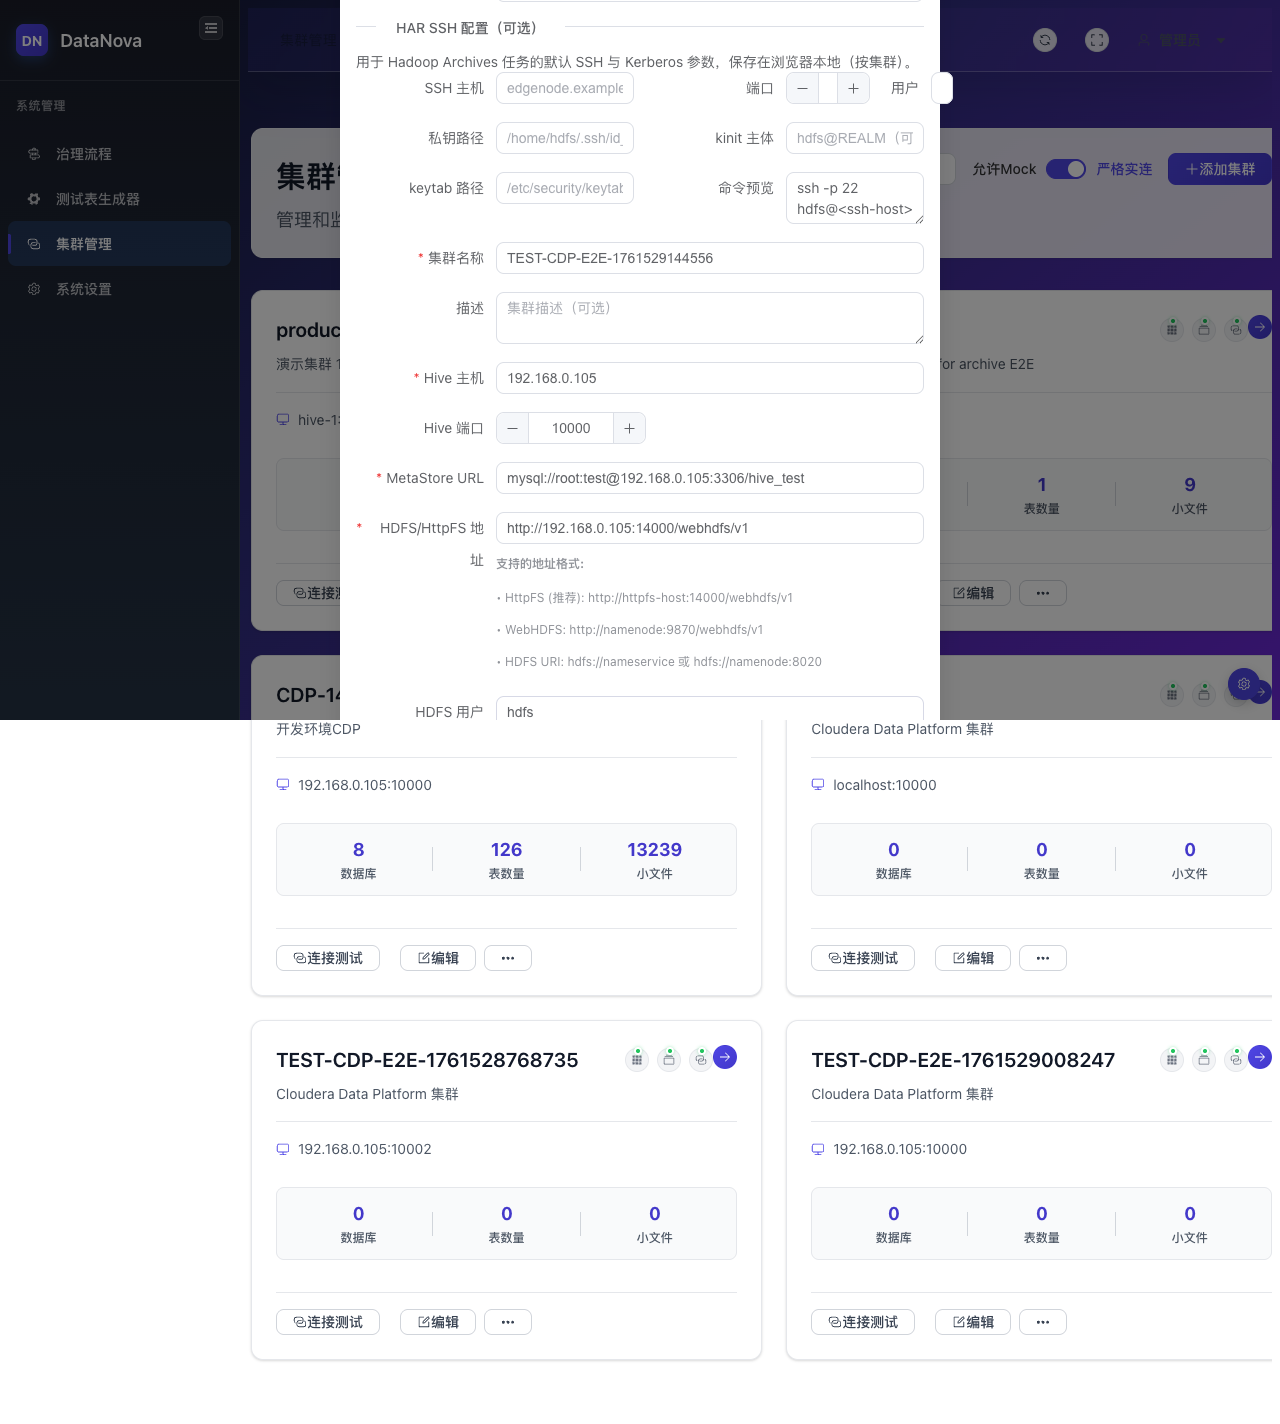 DN DataNova
系统管理
治理流程
测试表生成器
集群管理
系统设置
管理员
集群
管理和监
允许Mock 严格实连 添加集群
HAR SSH 配置（可选）
用于 Hadoop Archives 任务的默认 SSH 与 Kerberos 参数，保存在浏览器本地（按集群）。
SSH 主机 edgenode.example 端口 用户
私钥路径 /home/hdfs/.ssh/id_ kinit 主体 hdfs@REALM（可
keytab 路径 /etc/security/keytab 命令预览 ssh -p 22
hdfs@<ssh-host>
* 集群名称 TEST-CDP-E2E-1761529144556
描述 集群描述（可选）
* Hive 主机 192.168.0.105
Hive 端口 10000
* MetaStore URL mysql://root:test@192.168.0.105:3306/hive_test
* HDFS/HttpFS 地址 http://192.168.0.105:14000/webhdfs/v1
支持的地址格式:
• HttpFS (推荐): http://httpfs-host:14000/webhdfs/v1
• WebHDFS: http://namenode:9870/webhdfs/v1
• HDFS URI: hdfs://nameservice 或 hdfs://namenode:8020
HDFS 用户 hdfs
produc
演示集群 1
hive-1
连接测
for archive E2E
1 9
表数量 小文件
编辑
CDP-14
开发环境CDP
192.168.0.105:10000
8 126 13239
数据库 表数量 小文件
连接测试 编辑
Cloudera Data Platform 集群
localhost:10000
0 0 0
数据库 表数量 小文件
连接测试 编辑
TEST-CDP-E2E-1761528768735
Cloudera Data Platform 集群
192.168.0.105:10002
0 0 0
数据库 表数量 小文件
连接测试 编辑
TEST-CDP-E2E-1761529008247
Cloudera Data Platform 集群
192.168.0.105:10000
0 0 0
数据库 表数量 小文件
连接测试 编辑